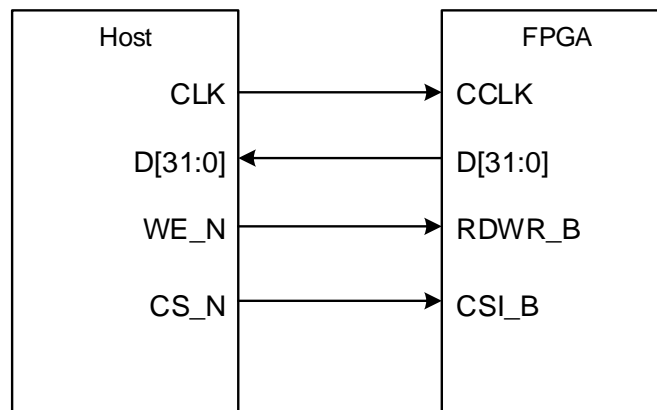 Host FPGA
CLK CCLK
D[31:0] D[31:0]
WE_N RDWR_B
CS_N CSI_B